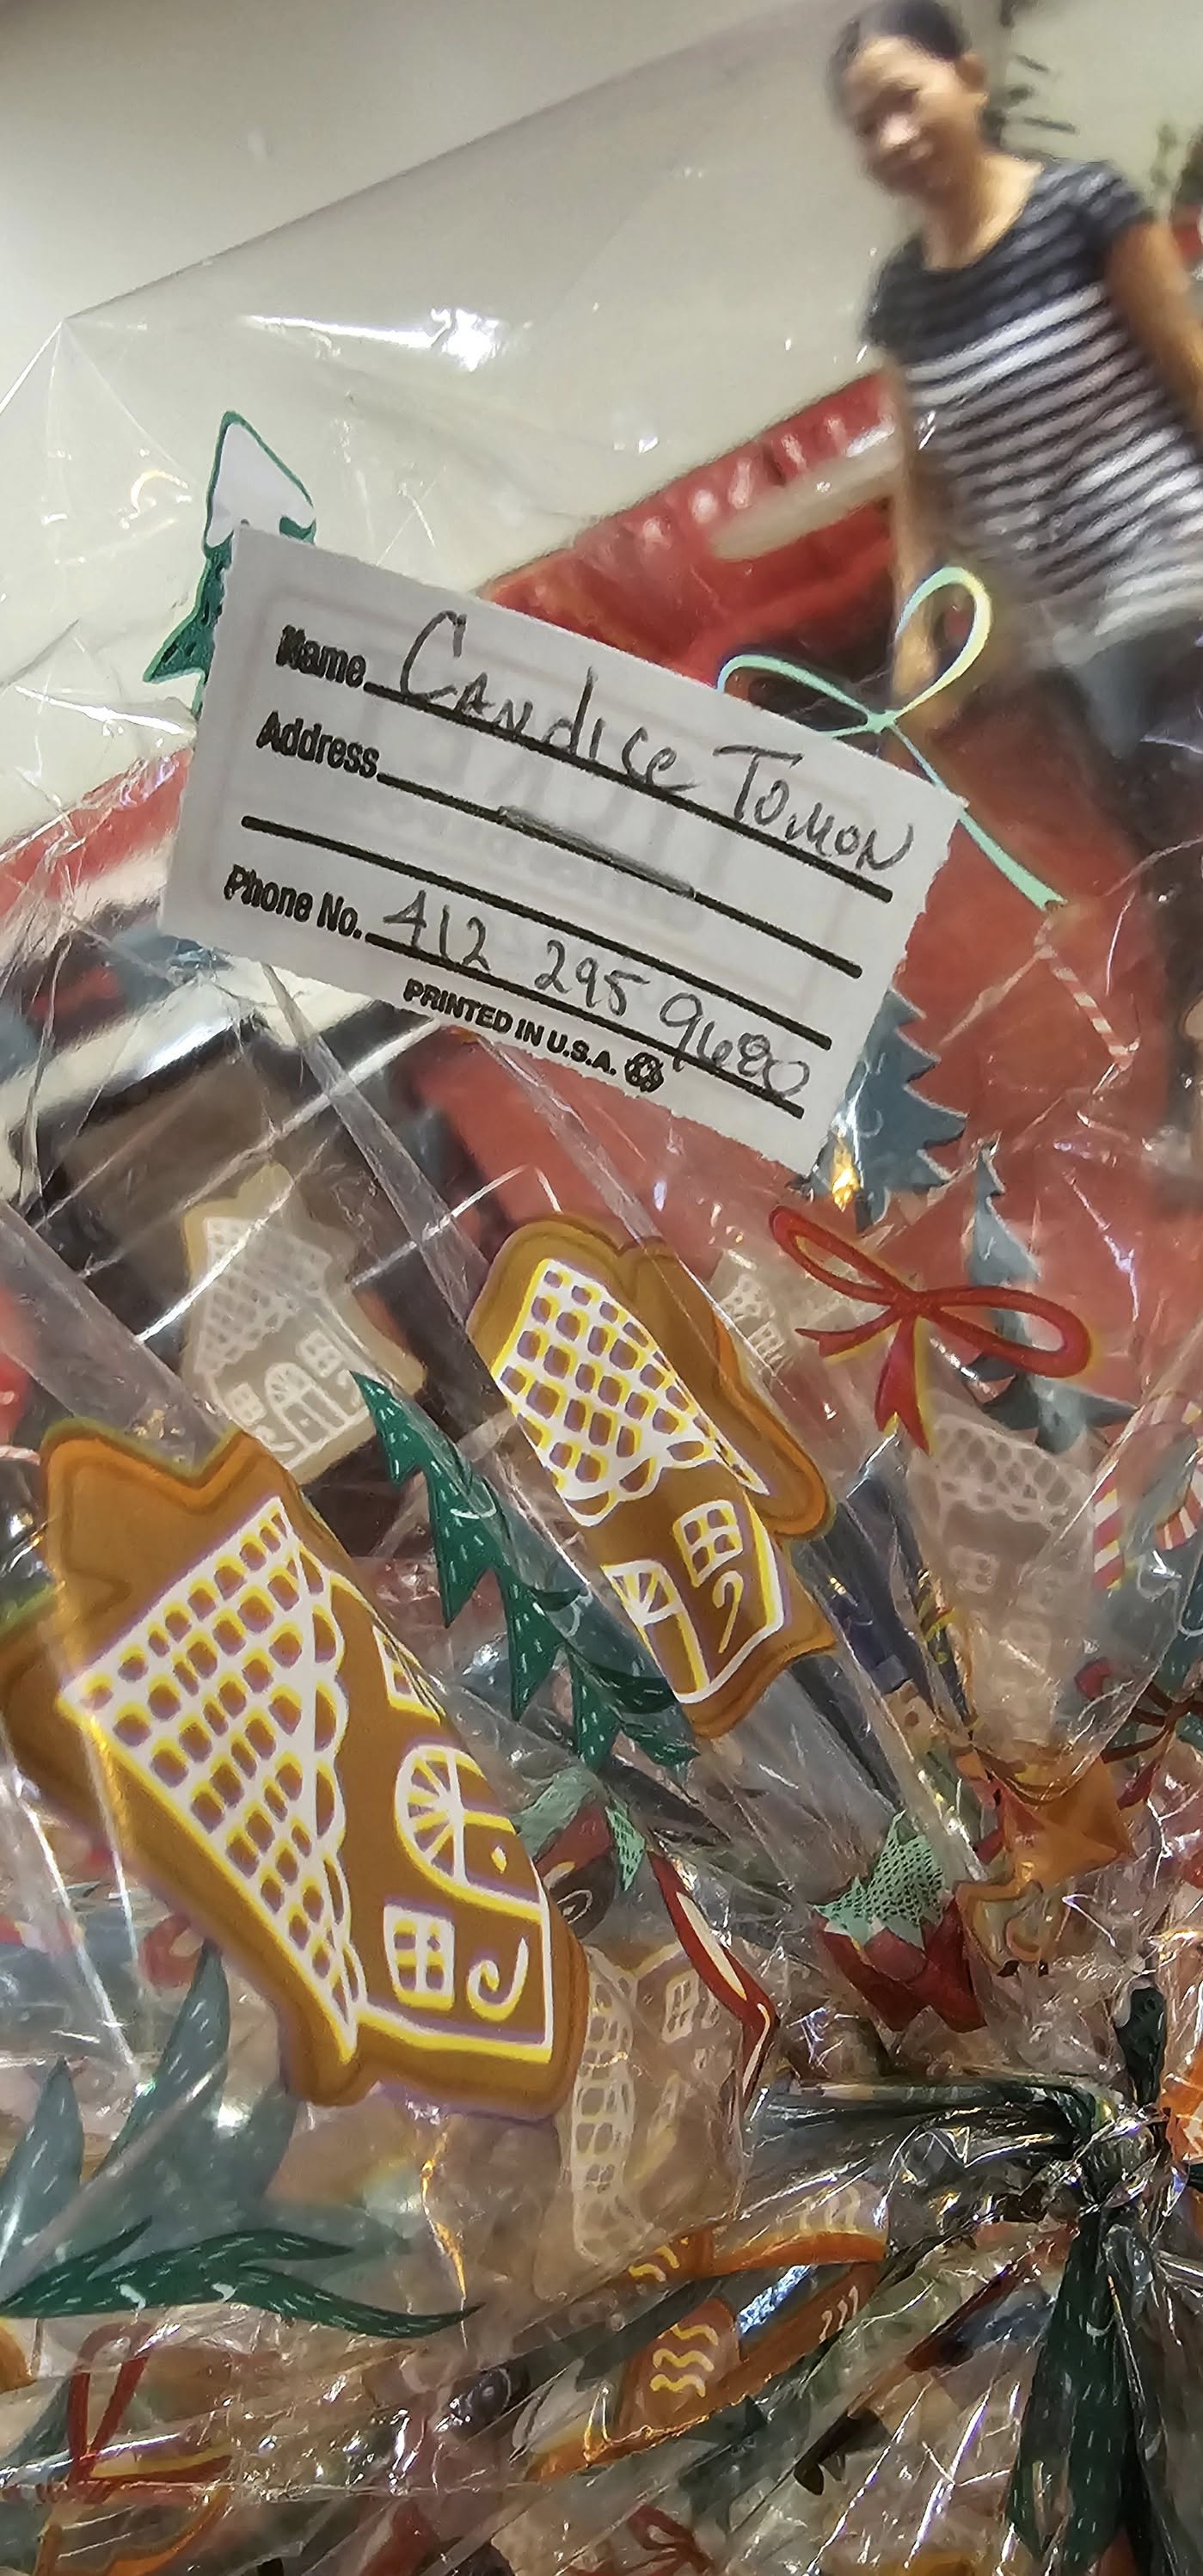 Name Candice Tomon
Address
Phone No. 412 295 9680
PRINTED IN U.S.A.